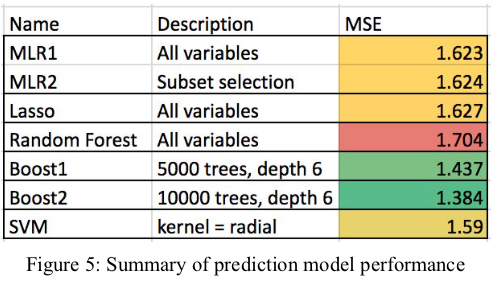 Name Description MSE
MLR1 All variables 1.623
MLR2 Subset selection 1.624
Lasso All variables 1.627
Random Forest All variables 1.704
Boost1 5000 trees, depth 6 1.437
Boost2 10000 trees, depth 6 1.384
SVM kernel = radial 1.59
Figure 5: Summary of prediction model performance